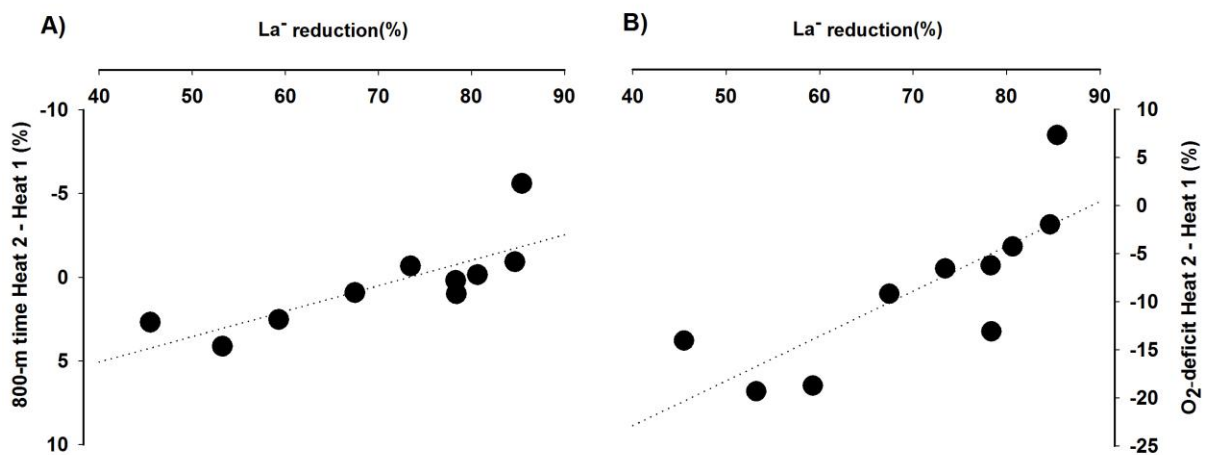 A)
La⁻ reduction(%)
40 50 60 70 80 90
800-m time Heat 2 - Heat 1 (%)
-10
-5
0
5
10
B)
La⁻ reduction(%)
40 50 60 70 80 90
10
5
0
-5
-10
-15
-20
-25
O₂-deficit Heat 2 - Heat 1 (%)